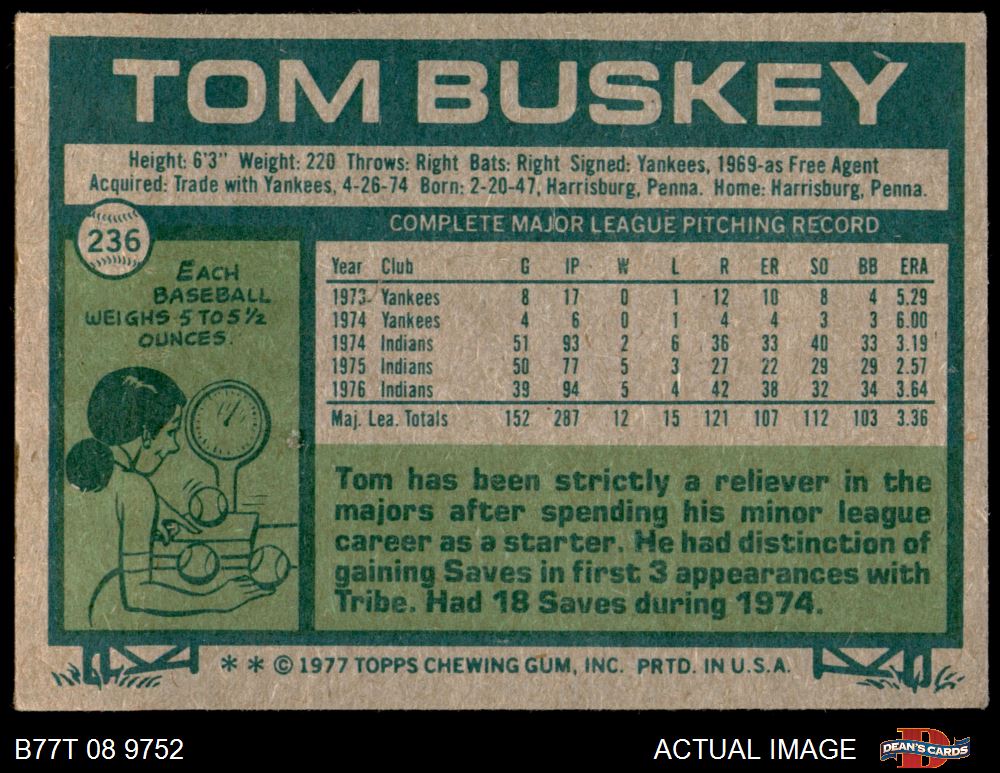 TOM BUSKEY
Height: 6'3" Weight: 220 Throws: Right Bats: Right Signed: Yankees, 1969-as Free Agent
Acquired: Trade with Yankees, 4-26-74 Born: 2-20-47, Harrisburg, Penna. Home: Harrisburg, Penna.
236
EACH
BASEBALL
WEIGHS 5 TO 5½
OUNCES.
COMPLETE MAJOR LEAGUE PITCHING RECORD
Year Club G IP W L R ER SO BB ERA
1973 Yankees 8 17 0 1 12 10 8 4 5.29
1974 Yankees 4 6 0 1 4 4 3 3 6.00
1974 Indians 51 93 2 6 36 33 40 33 3.19
1975 Indians 50 77 5 3 27 22 29 29 2.57
1976 Indians 39 94 5 4 42 38 32 34 3.64
Maj. Lea. Totals 152 287 12 15 121 107 112 103 3.36
Tom has been strictly a reliever in the
majors after spending his minor league
career as a starter. He had distinction of
gaining Saves in first 3 appearances with
Tribe. Had 18 Saves during 1974.
* * © 1977 TOPPS CHEWING GUM, INC. PRTD. IN U.S.A.
B77T 08 9752
ACTUAL IMAGE
DEAN'S CARDS